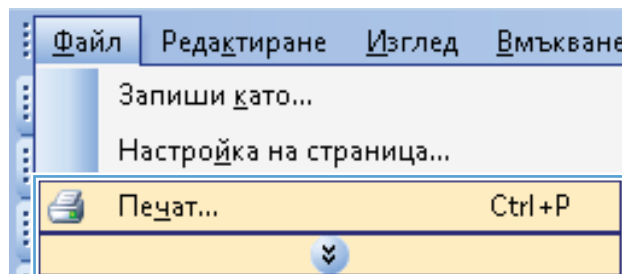 Файл Редактиране Изглед Вмъкване
Запиши като...
Настройка на страница...
Печат... Ctrl+P